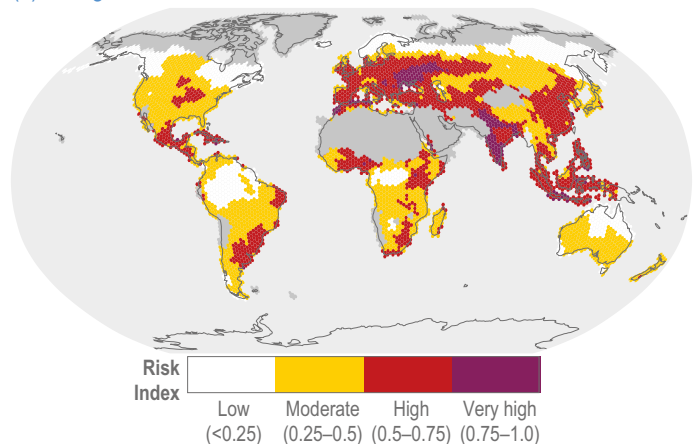 Risk
Index
Low
(<0.25)
Moderate
(0.25–0.5)
High
(0.5–0.75)
Very high
(0.75–1.0)